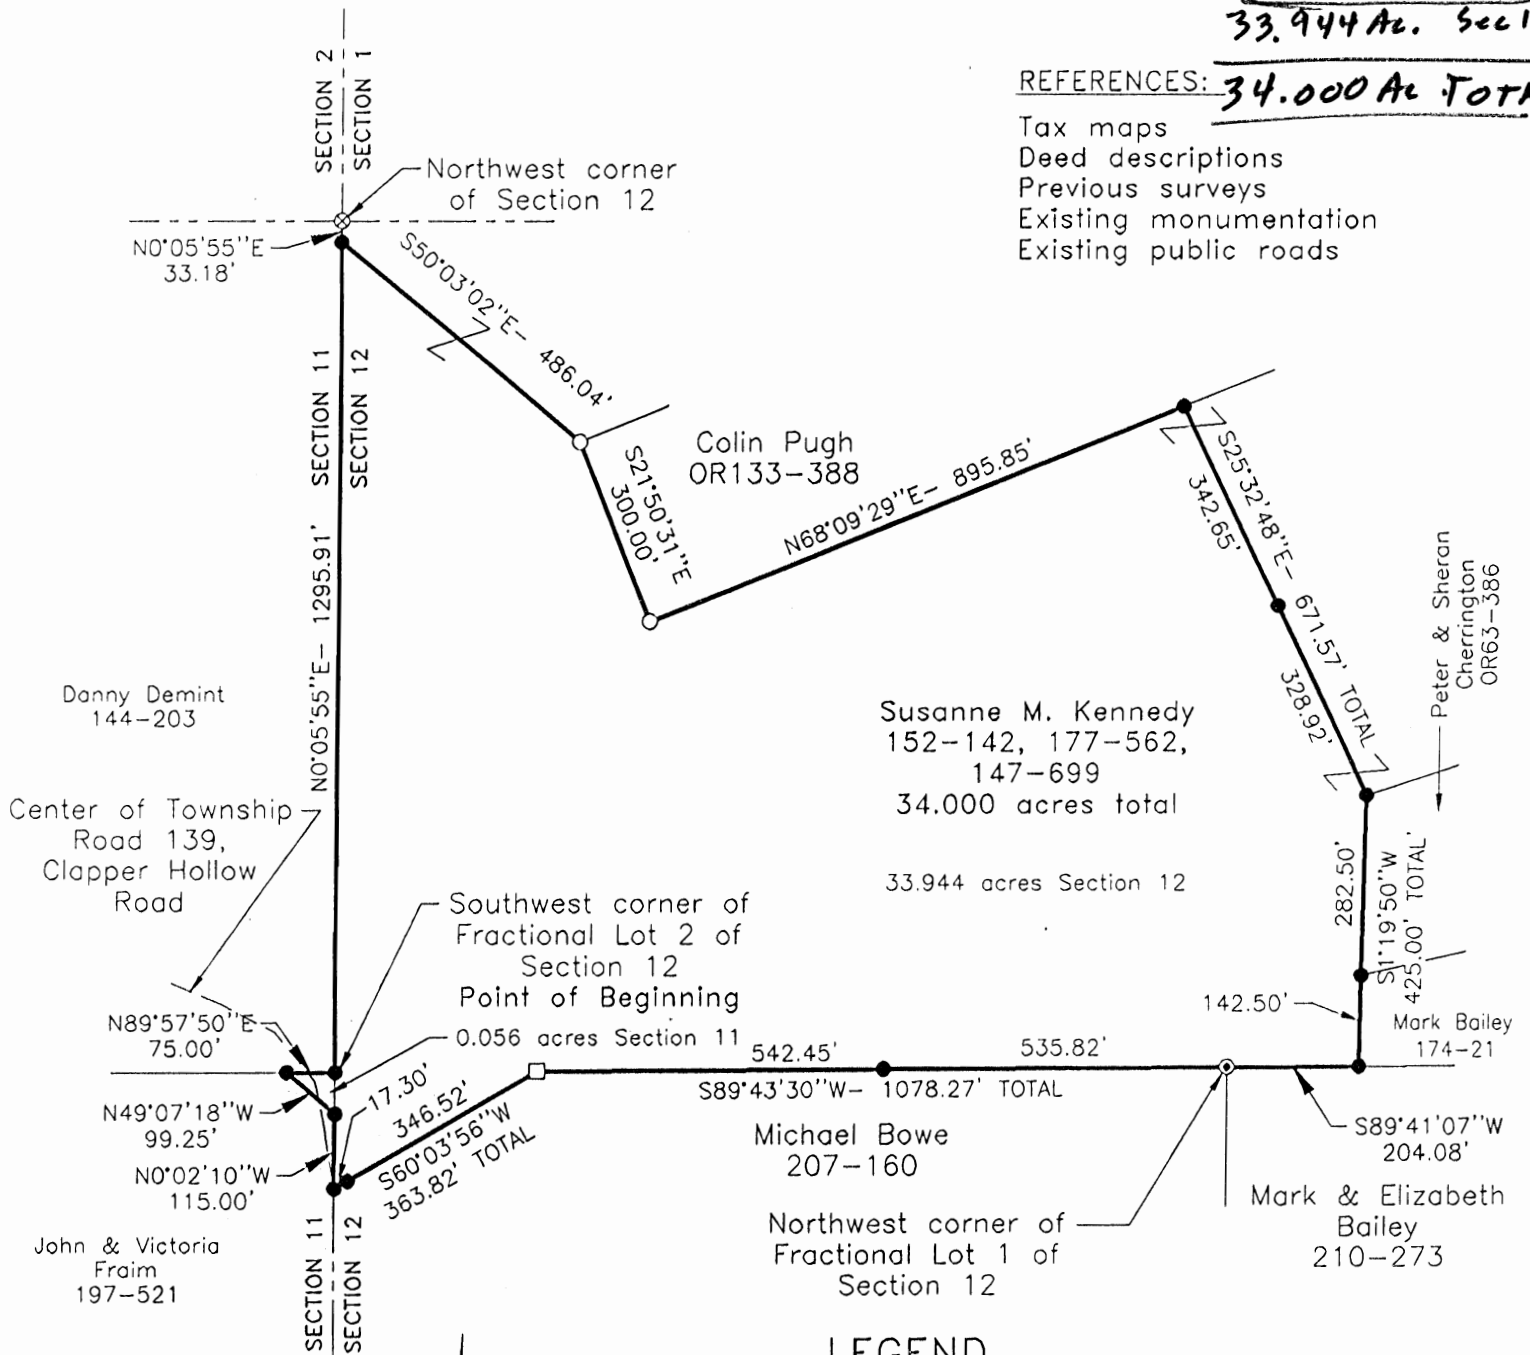 33.944 Ac. Sec 1
REFERENCES:
34.000 Ac TOTA
Tax maps
Deed descriptions
Previous surveys
Existing monumentation
Existing public roads
SECTION 2
SECTION 1
Northwest corner
of Section 12
N0°05'55"E
33.18'
S50°03'02"E- 486.04'
SECTION 11
SECTION 12
Colin Pugh
OR133-388
S21°50'31"E
300.00'
N68°09'29"E- 895.85'
S25°32'48"E- 671.57' TOTAL
342.65'
328.92'
Peter & Sheran
Cherrington
OR63-386
N0°05'55"E- 1295.91'
Danny Demint
144-203
Susanne M. Kennedy
152-142, 177-562,
147-699
34.000 acres total
33.944 acres Section 12
Center of Township
Road 139,
Clapper Hollow
Road
Southwest corner of
Fractional Lot 2 of
Section 12
Point of Beginning
0.056 acres Section 11
282.50'
S1°19'50"W
425.00' TOTAL'
142.50'
Mark Bailey
174-21
N89°57'50"E
75.00'
542.45'
535.82'
S89°43'30"W- 1078.27' TOTAL
17.30'
346.52'
S60°03'56"W
363.82' TOTAL
N49°07'18"W
99.25'
N0°02'10"W
115.00'
Michael Bowe
207-160
S89°41'07"W
204.08'
Mark & Elizabeth
Bailey
210-273
Northwest corner of
Fractional Lot 1 of
Section 12
John & Victoria
Fraim
197-521
SECTION 11
SECTION 12
LEGEND